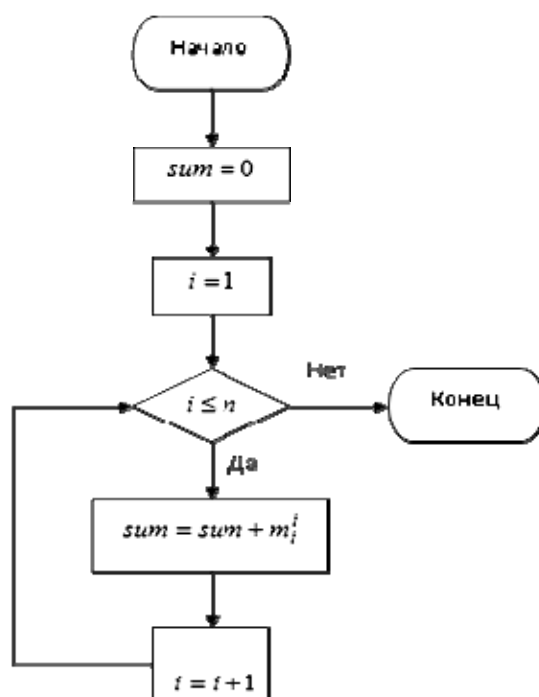 Начало
sum = 0
i = 1
i ≤ n
Нет
Конец
Да
sum = sum + m_i^i
i = i + 1